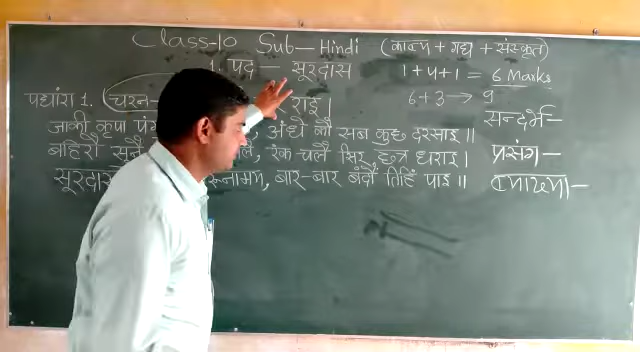 Class-10 Sub-Hindi (काव्य + गद्य + संस्कृत)
1. पद — सूरदास 1+4+1 = 6 Marks
6+3 → 9
पद्यांश 1. चरन- राइ।
जाकी कृपा पं , अंधे कौ सब कुछ दरसाइ॥
बहिरौ सुनै , रंक चलै सिर छत्र धराइ।
सूरदास , बार-बार बंदौं तिहिं पाइ॥
सन्दर्भ-
प्रसंग-
व्याख्या-